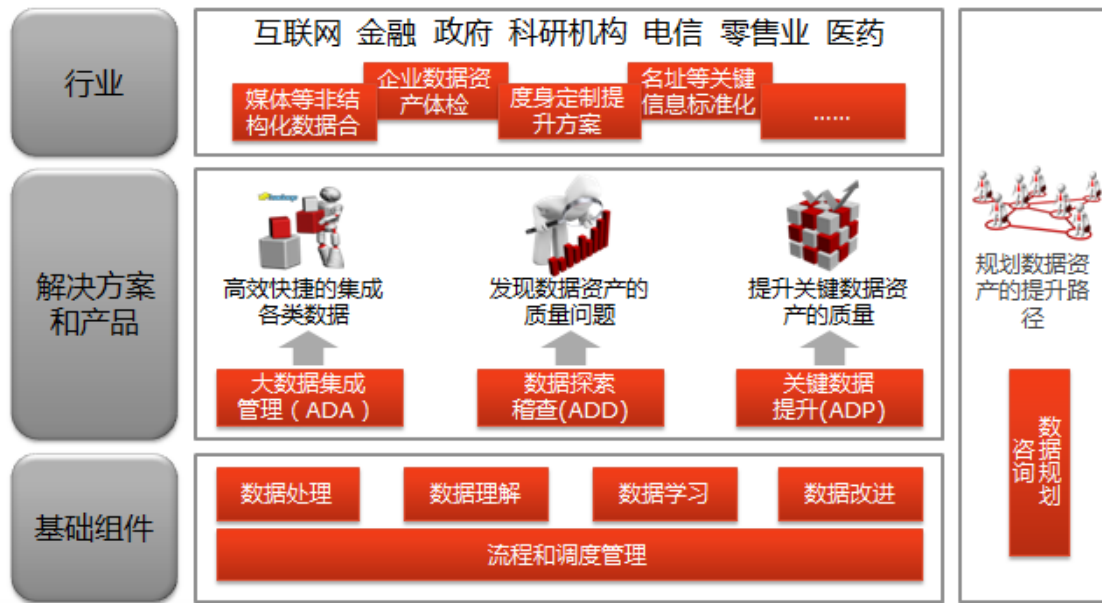 行业
互联网 金融 政府 科研机构 电信 零售业 医药
媒体等非结
构化数据合
企业数据资
产体检
度身定制提
升方案
名址等关键
信息标准化
......
解决方案
和产品
高效快捷的集成
各类数据
发现数据资产的
质量问题
提升关键数据资
产的质量
大数据集成
管理（ADA）
数据探索
稽查(ADD)
关键数据
提升(ADP)
基础组件
数据处理
数据理解
数据学习
数据改进
流程和调度管理
规划数据资
产的提升路
径
数据规划
咨询